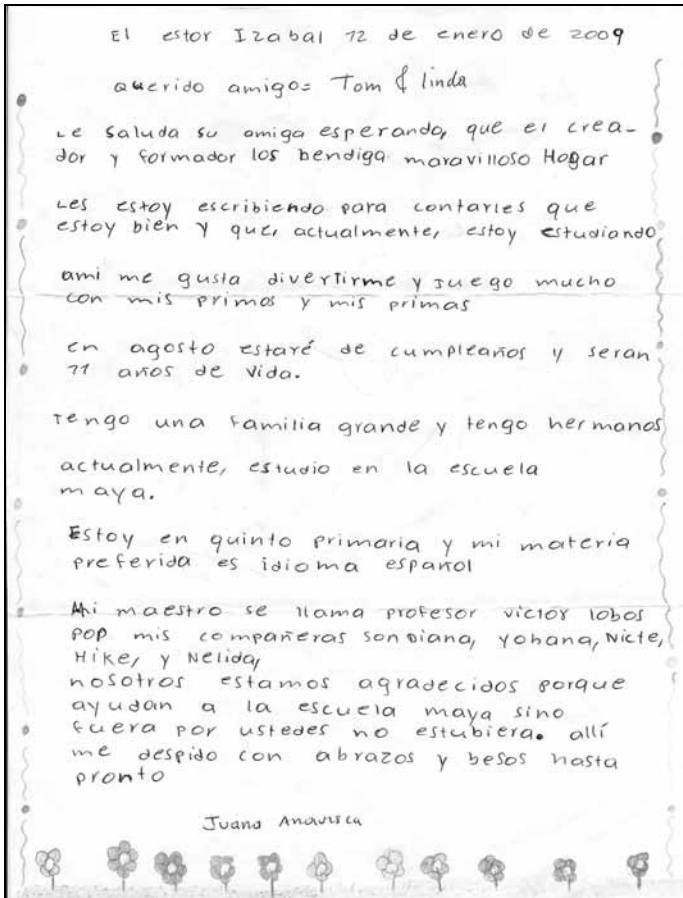 El estor Izabal 12 de enero de 2009
querido amigo= Tom & linda
Le saluda su amiga esperando, que el crea-
dor y formador los bendiga maravilloso Hogar
Les estoy escribiendo para contarles que
estoy bien y que, actualmente, estoy estudiando,
ami me gusta divertirme y juego mucho
con mis primos y mis primas
en agosto estaré de cumpleaños y seran
11 años de vida.
Tengo una familia grande y tengo hermanos
actualmente, estudio en la escuela
maya.
Estoy en quinto primaria y mi materia
preferida es idioma español
Mi maestro se llama profesor victor lobos
POP mis compañeras son Diana, yohana, Nicte,
Hike, y Nelida,
nosotros estamos agradecidos porque
ayudan a la escuela maya sino
fuera por ustedes no estubiera. allí
me despido con abrazos y besos hasta
pronto
Juana